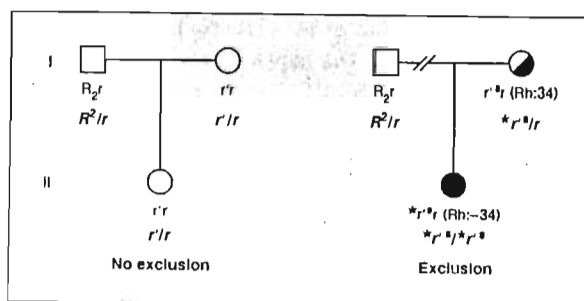 I
R₂r
R²/r
r'r
r'/r
R₂r
R²/r
r'ˢr (Rh:34)
*r'ˢ/r
II
r'r
r'/r
*r'ˢr (Rh:−34)
*r'ˢ/*r'ˢ
No exclusion
Exclusion